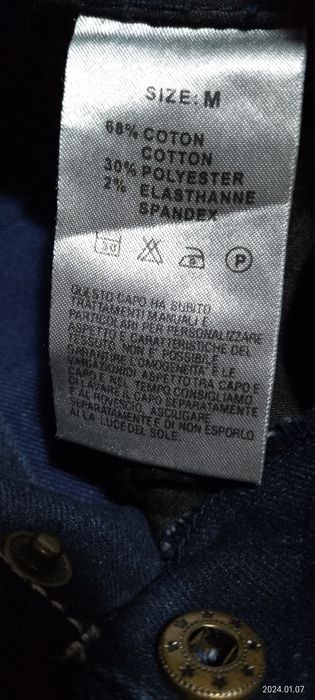 SIZE: M
68% COTON
COTTON
30% POLYESTER
2% ELASTHANNE
SPANDEX
30
P
QUESTO CAPO HA SUBITO
TRATTAMENTI MANUALI E
PARTICOLARI PER PERSONALIZZARE
ASPETTO E CARATTERISTICHE DEL
TESSUTO. NON E POSSIBILE
GARANTIRE L'OMOGENEITA' E LE
VARIAZIONI DI ASPETTO TRA CAPO E
CAPO E NEL TEMPO CONSIGLIAMO
DI LAVARE IL CAPO SEPARATAMENTE
E AL ROVESCIO, ASCIUGARE
SEPARATAMENTE E DI NON ESPORLO
ALLA LUCE DEL SOLE.
2024.01.07